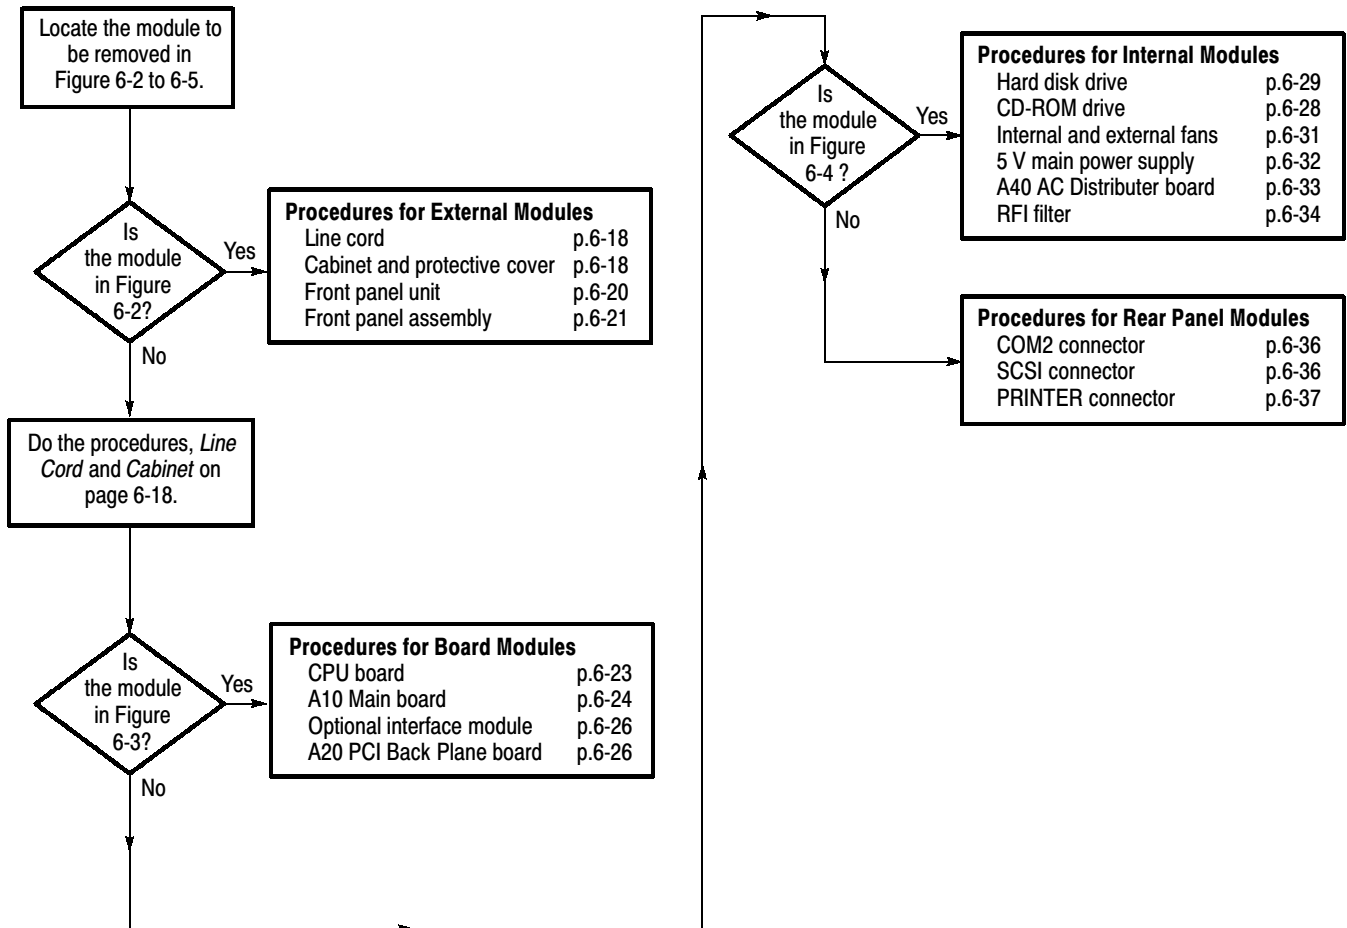 Locate the module to
be removed in
Figure 6-2 to 6-5.
Is
the module
in Figure
6-2?
Yes
No
Procedures for External Modules
Line cord p.6-18
Cabinet and protective cover p.6-18
Front panel unit p.6-20
Front panel assembly p.6-21
Do the procedures, Line
Cord and Cabinet on
page 6-18.
Is
the module
in Figure
6-3?
Yes
No
Procedures for Board Modules
CPU board p.6-23
A10 Main board p.6-24
Optional interface module p.6-26
A20 PCI Back Plane board p.6-26
Is
the module
in Figure
6-4 ?
Yes
No
Procedures for Internal Modules
Hard disk drive p.6-29
CD-ROM drive p.6-28
Internal and external fans p.6-31
5 V main power supply p.6-32
A40 AC Distributer board p.6-33
RFI filter p.6-34
Procedures for Rear Panel Modules
COM2 connector p.6-36
SCSI connector p.6-36
PRINTER connector p.6-37